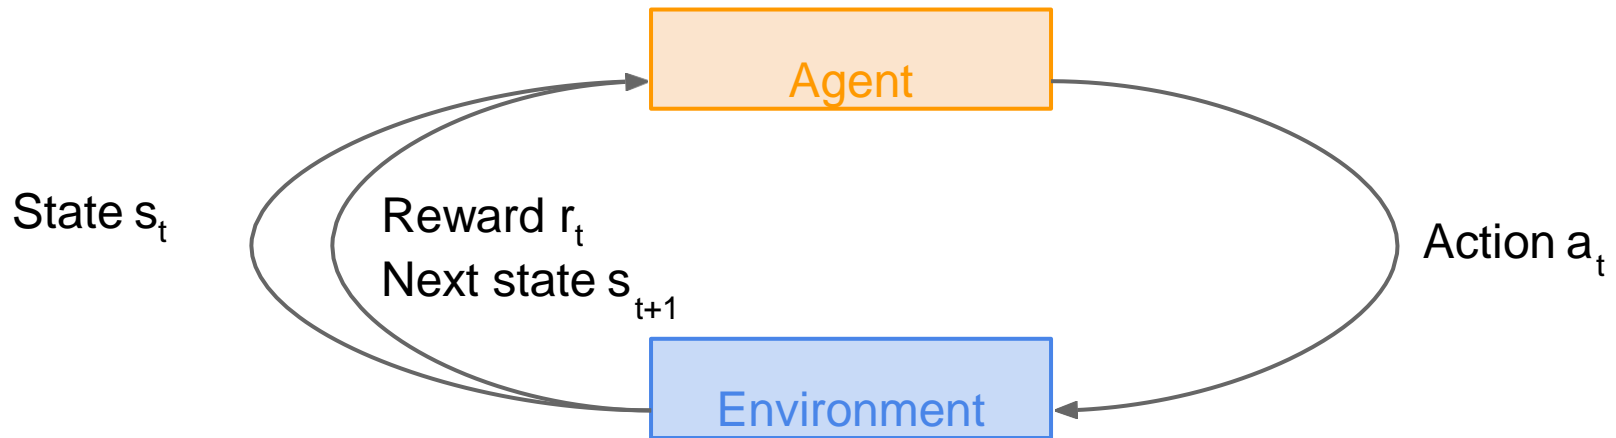 Agent
State sₜ
Reward rₜ
Next state sₜ₊₁
Action aₜ
Environment